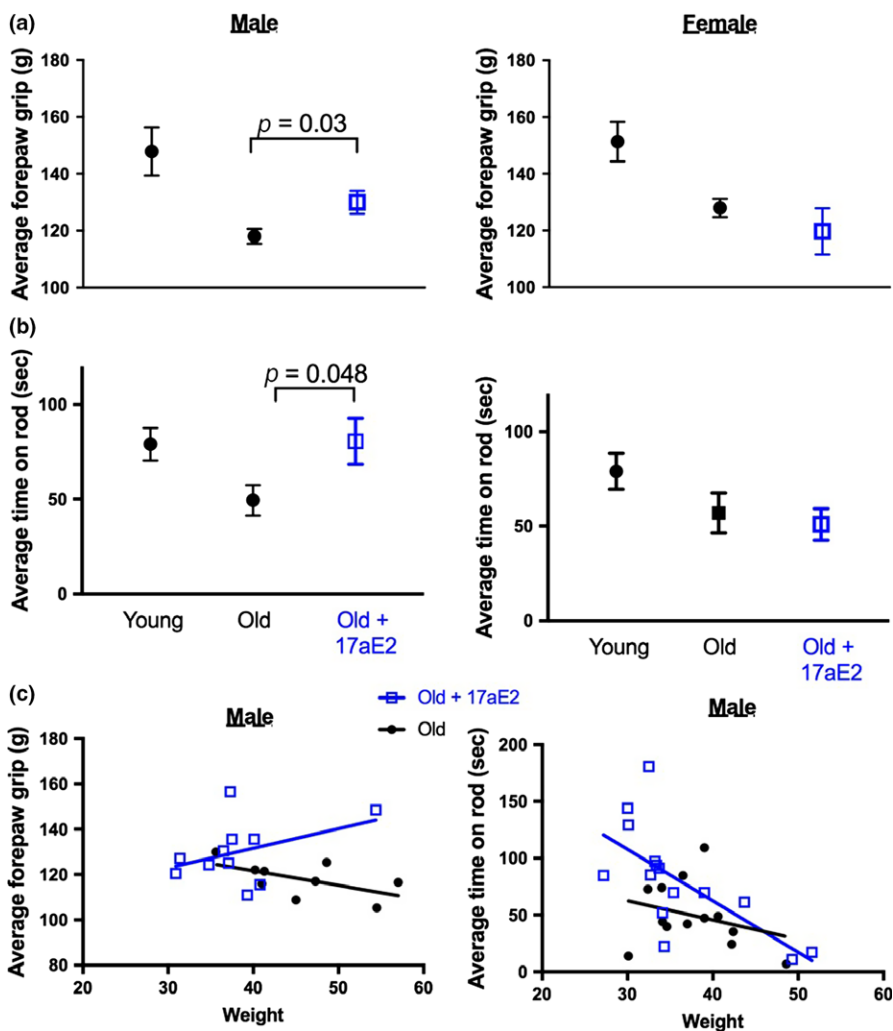 (a)
Male
Female
Average forepaw grip (g)
180
160
140
120
100
p = 0.03
Average forepaw grip (g)
180
160
140
120
100
(b)
Average time on rod (sec)
100
50
0
p = 0.048
Young
Old
Old +
17aE2
Average time on rod (sec)
100
50
0
Young
Old
Old +
17aE2
(c)
Male
Old + 17aE2
Old
Male
Average forepaw grip (g)
180
160
140
120
100
80
20
30
40
50
60
Weight
Average time on rod (sec)
200
150
100
50
0
20
30
40
50
60
Weight